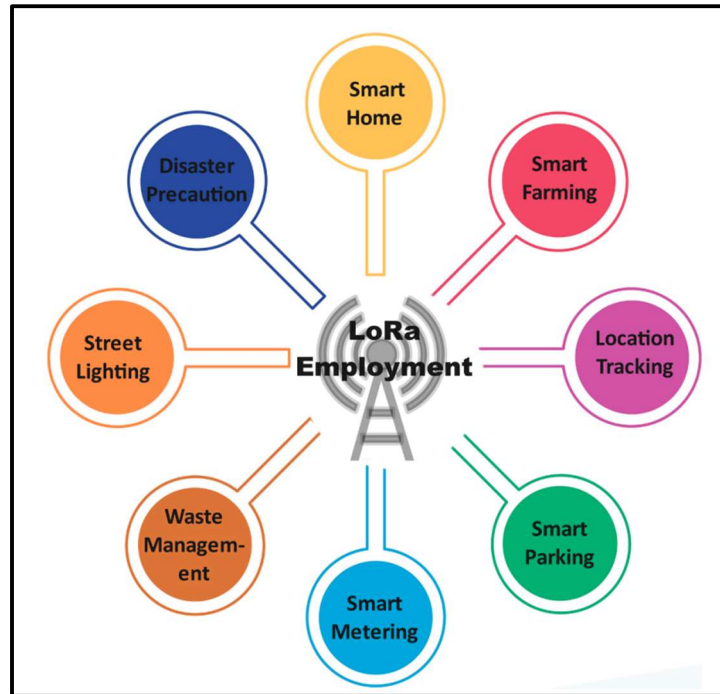 Smart
Home
Disaster
Precaution
Smart
Farming
LoRa
Employment
Street
Lighting
Location
Tracking
Waste
Managem-
ent
Smart
Parking
Smart
Metering